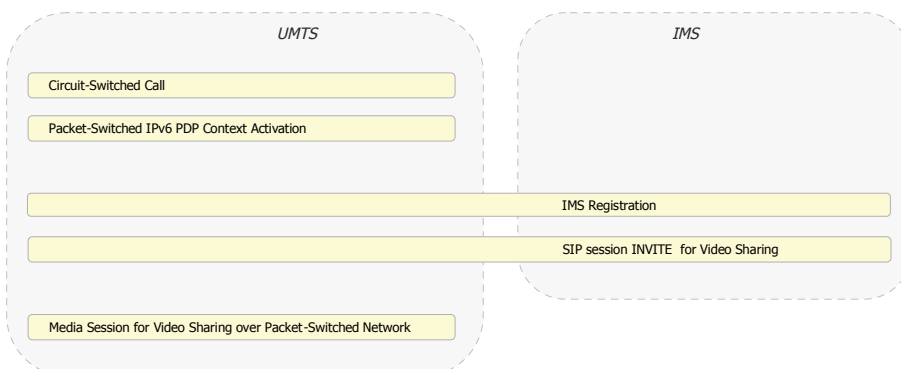 UMTS
IMS
Circuit-Switched Call
Packet-Switched IPv6 PDP Context Activation
IMS Registration
SIP session INVITE for Video Sharing
Media Session for Video Sharing over Packet-Switched Network